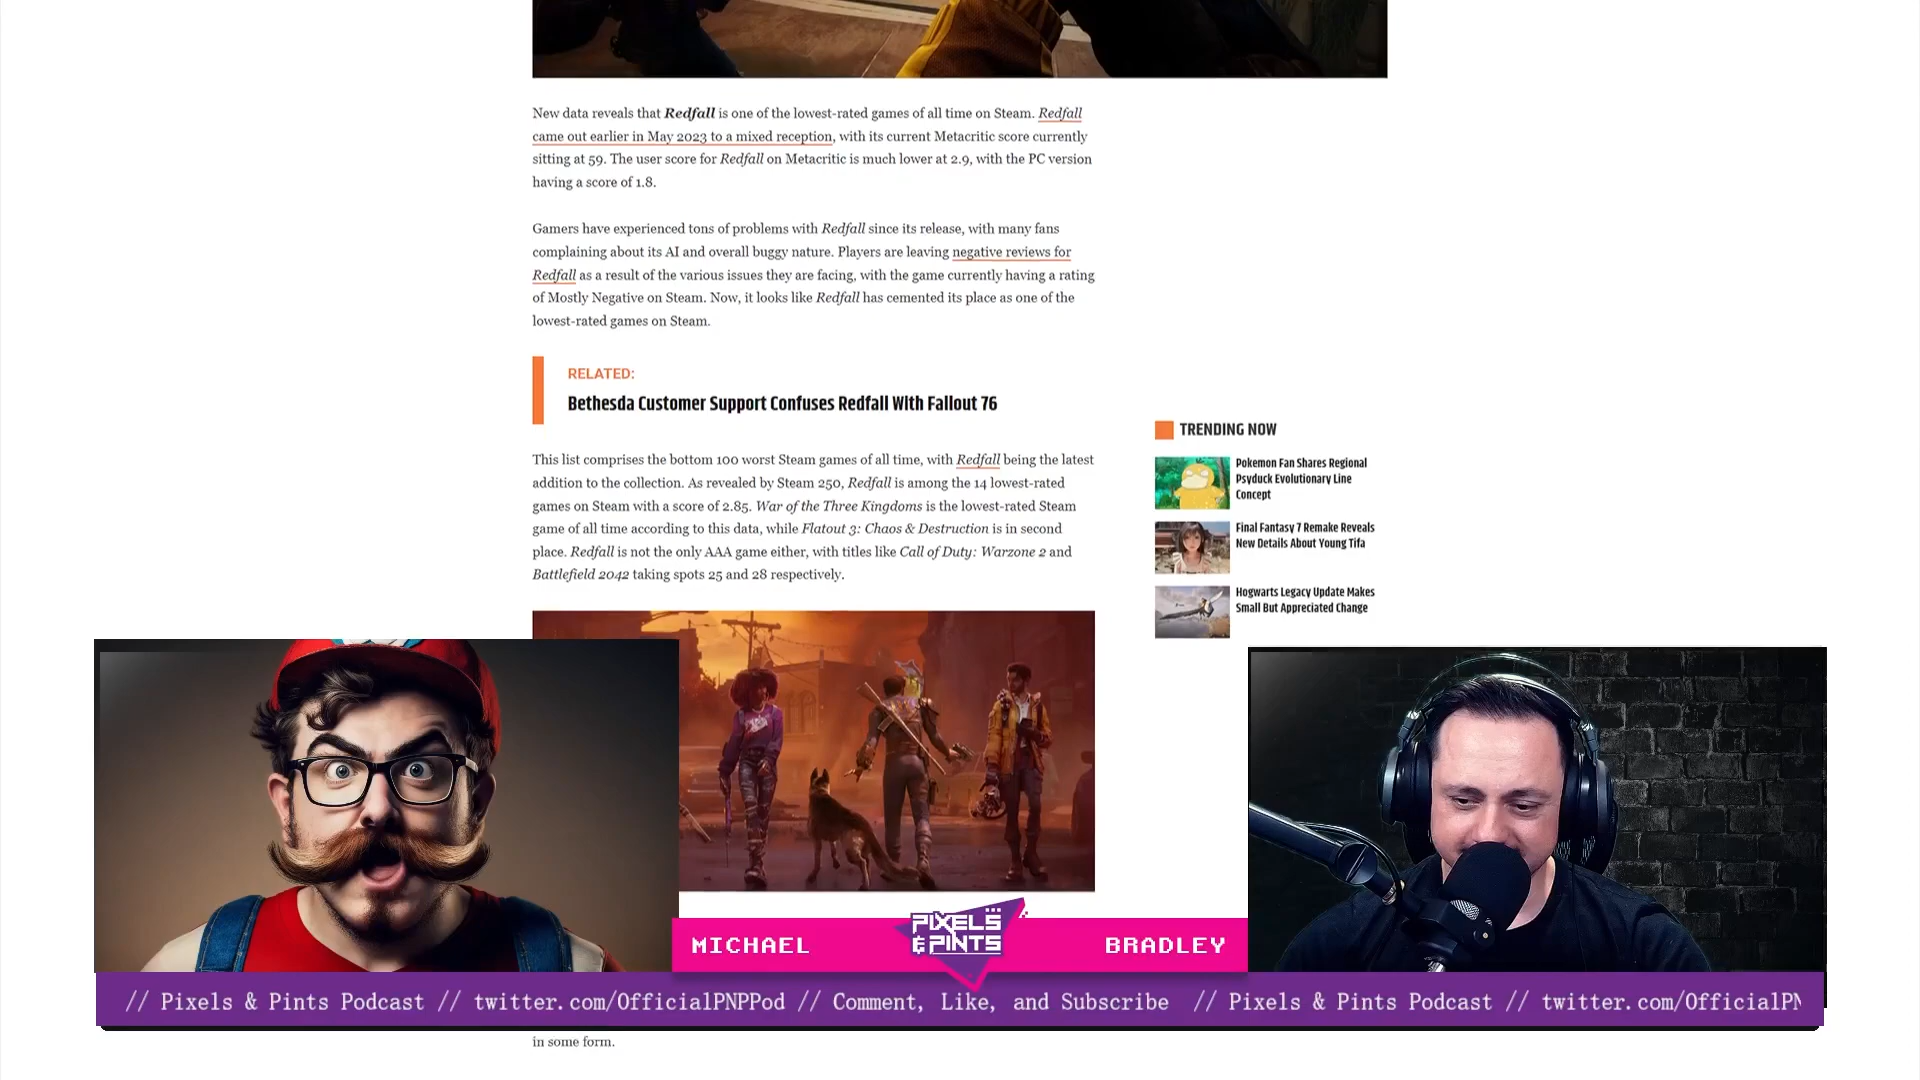 New data reveals that Redfall is one of the lowest-rated games of all time on Steam. Redfall
came out earlier in May 2023 to a mixed reception, with its current Metacritic score currently
sitting at 59. The user score for Redfall on Metacritic is much lower at 2.9, with the PC version
having a score of 1.8.
Gamers have experienced tons of problems with Redfall since its release, with many fans
complaining about its AI and overall buggy nature. Players are leaving negative reviews for
Redfall as a result of the various issues they are facing, with the game currently having a rating
of Mostly Negative on Steam. Now, it looks like Redfall has cemented its place as one of the
lowest-rated games on Steam.
RELATED:
Bethesda Customer Support Confuses Redfall With Fallout 76
This list comprises the bottom 100 worst Steam games of all time, with Redfall being the latest
addition to the collection. As revealed by Steam 250, Redfall is among the 14 lowest-rated
games on Steam with a score of 2.85. War of the Three Kingdoms is the lowest-rated Steam
game of all time according to this data, while Flatout 3: Chaos & Destruction is in second
place. Redfall is not the only AAA game either, with titles like Call of Duty: Warzone 2 and
Battlefield 2042 taking spots 25 and 28 respectively.
TRENDING NOW
Pokemon Fan Shares Regional
Psyduck Evolutionary Line
Concept
Final Fantasy 7 Remake Reveals
New Details About Young Tifa
Hogwarts Legacy Update Makes
Small But Appreciated Change
MICHAEL
PIXELS
& PINTS
BRADLEY
// Pixels & Pints Podcast // twitter.com/OfficialPNPPod // Comment, Like, and Subscribe // Pixels & Pints Podcast // twitter.com/OfficialPN
in some form.